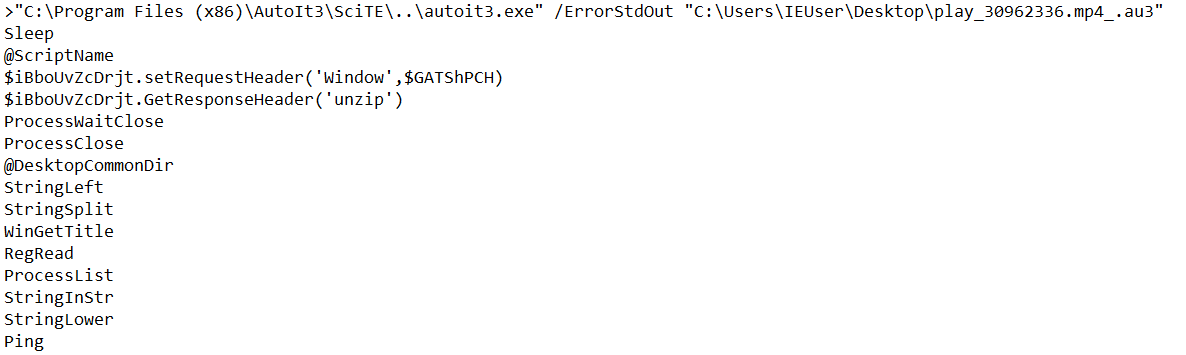 >"C:\Program Files (x86)\AutoIt3\SciTE\..\autoit3.exe" /ErrorStdOut "C:\Users\IEUser\Desktop\play_30962336.mp4_.au3"
Sleep
@ScriptName
$iBboUvZcDrjt.setRequestHeader('Window',$GATShPCH)
$iBboUvZcDrjt.GetResponseHeader('unzip')
ProcessWaitClose
ProcessClose
@DesktopCommonDir
StringLeft
StringSplit
WinGetTitle
RegRead
ProcessList
StringInStr
StringLower
Ping